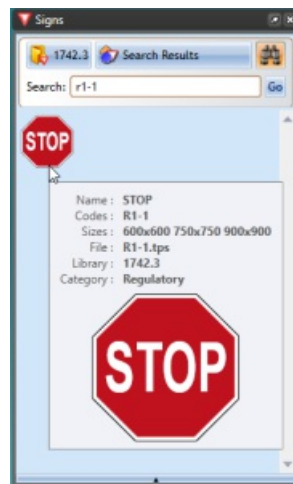 Signs
1742.3 Search Results
Search: r1-1 Go
STOP
Name : STOP
Codes : R1-1
Sizes : 600x600 750x750 900x900
File : R1-1.tps
Library : 1742.3
Category : Regulatory
STOP